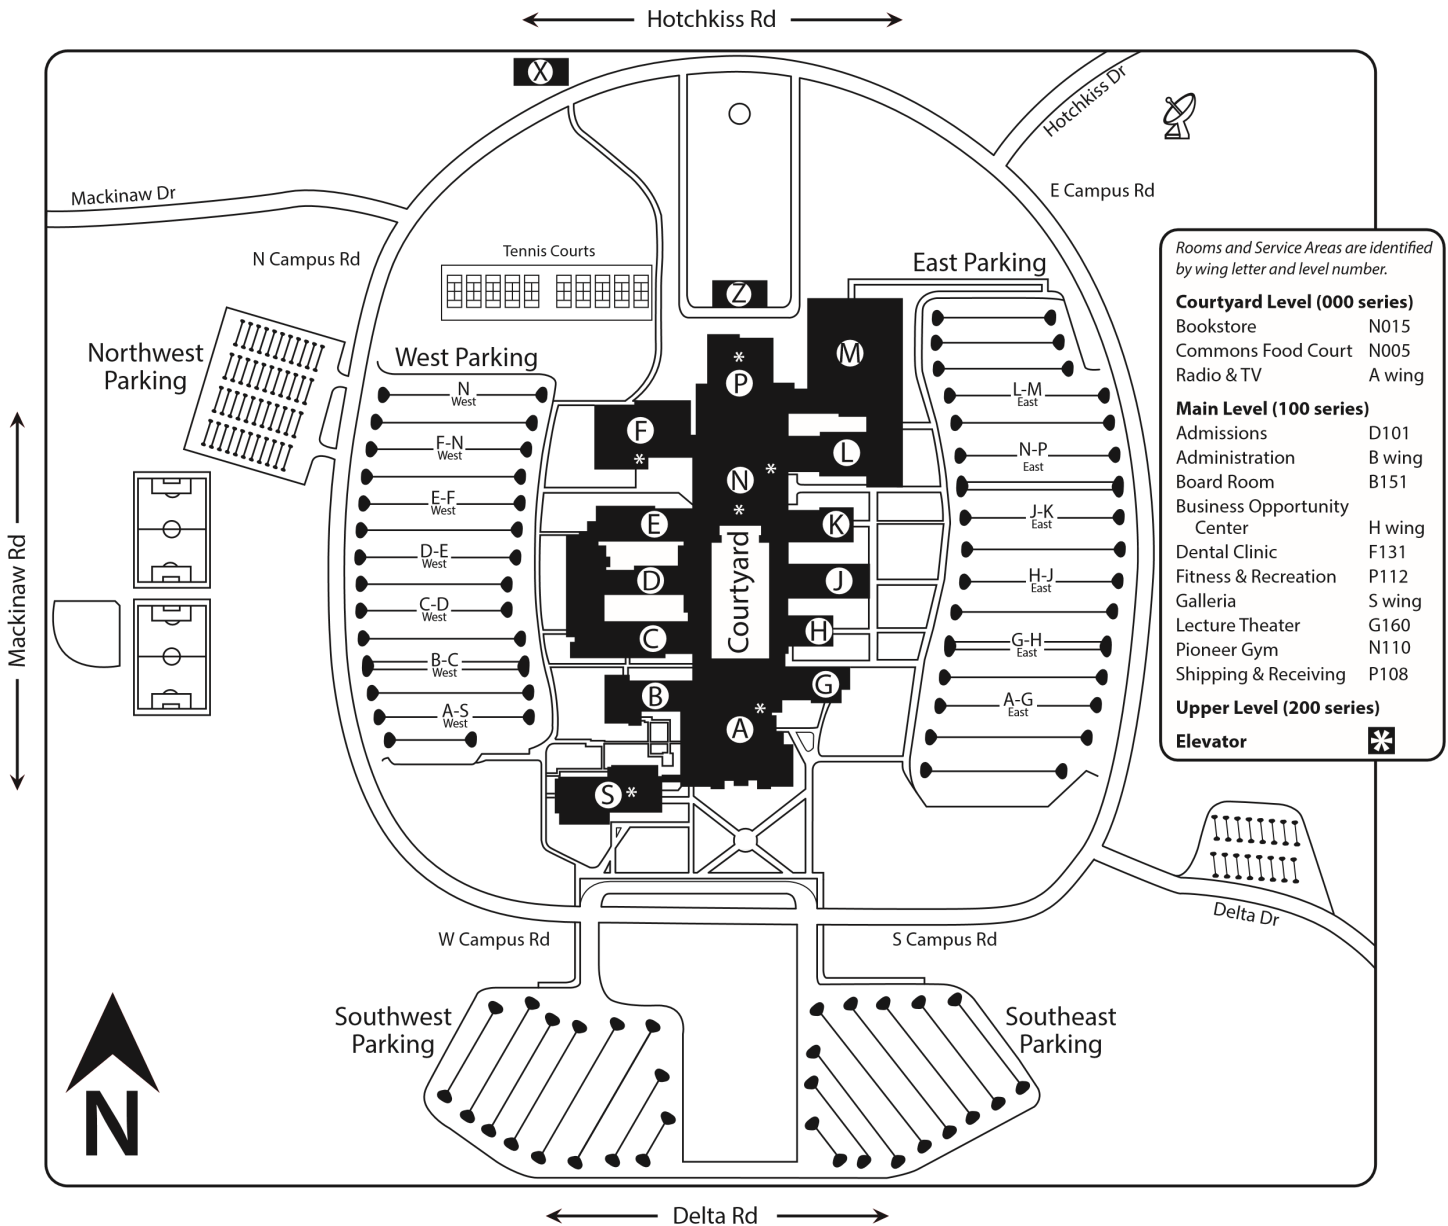 Hotchkiss Rd
X
Hotchkiss Dr
Mackinaw Dr
E Campus Rd
N Campus Rd
Tennis Courts
East Parking
Z
Northwest
Parking
West Parking
M
* P
N
West
L-M
East
F *
F-N
West
L
N-P
East
N * *
E-F
West
E
K
J-K
East
Courtyard
D-E
West
D
J
H-J
East
C-D
West
C
H
G-H
East
B-C
West
B
G
A-S
West
A *
A-G
East
S *
Mackinaw Rd
Rooms and Service Areas are identified
by wing letter and level number.
Courtyard Level (000 series)
Bookstore N015
Commons Food Court N005
Radio & TV A wing
Main Level (100 series)
Admissions D101
Administration B wing
Board Room B151
Business Opportunity
Center H wing
Dental Clinic F131
Fitness & Recreation P112
Galleria S wing
Lecture Theater G160
Pioneer Gym N110
Shipping & Receiving P108
Upper Level (200 series)
Elevator *
Delta Dr
W Campus Rd
S Campus Rd
Southwest
Parking
Southeast
Parking
N
Delta Rd